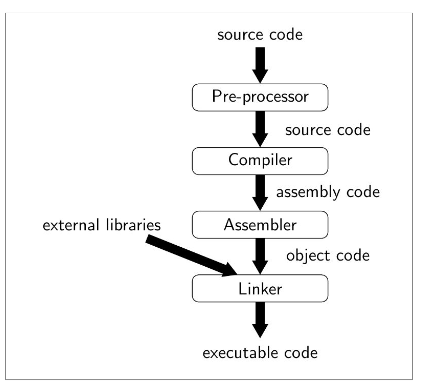 source code
Pre-processor
source code
Compiler
assembly code
external libraries
Assembler
object code
Linker
executable code